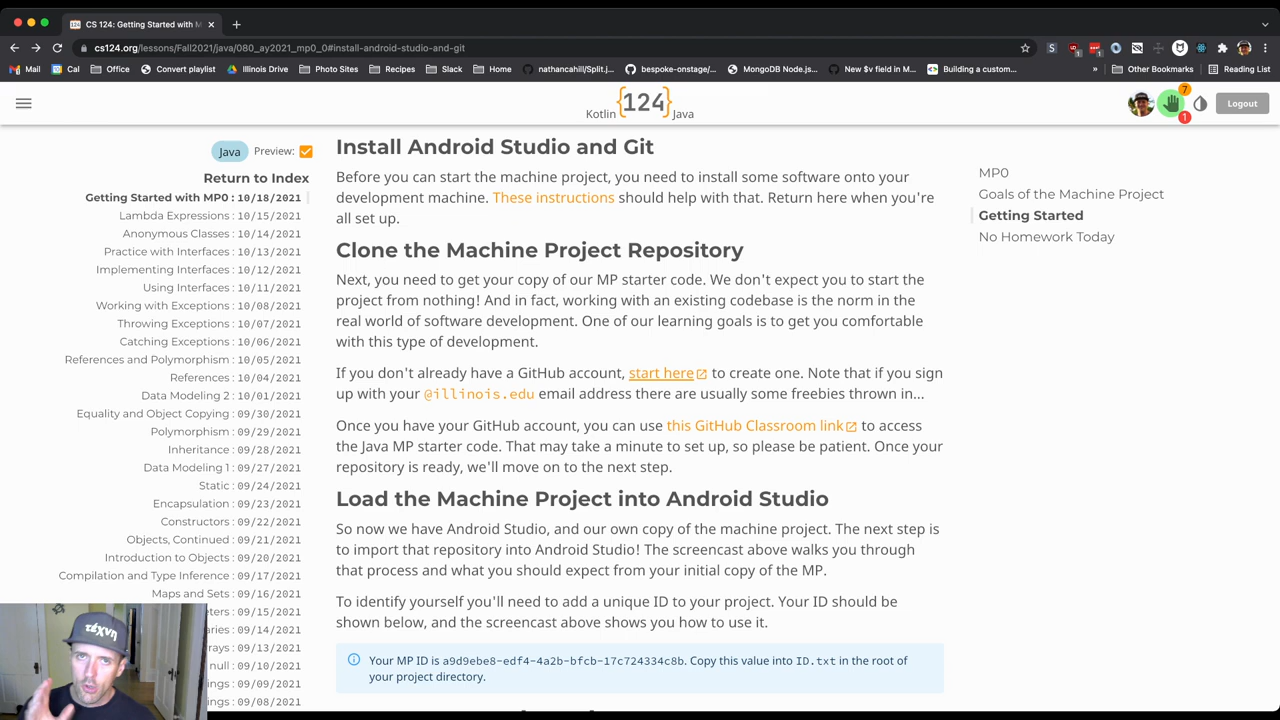 CS 124: Getting Started with M
cs124.org/lessons/Fall2021/java/080_ay2021_mp0_0#install-android-studio-and-git
Mail Cal Office Convert playlist Illinois Drive Photo Sites Recipes Slack Home nathancahill/Split.j... bespoke-onstage/... MongoDB Node.js... New $v field in M... Building a custom... » Other Bookmarks Reading List
Kotlin {124} Java
7
1
Logout
Java Preview:
Return to Index
Getting Started with MP0 : 10/18/2021
Lambda Expressions : 10/15/2021
Anonymous Classes : 10/14/2021
Practice with Interfaces : 10/13/2021
Implementing Interfaces : 10/12/2021
Using Interfaces : 10/11/2021
Working with Exceptions : 10/08/2021
Throwing Exceptions : 10/07/2021
Catching Exceptions : 10/06/2021
References and Polymorphism : 10/05/2021
References : 10/04/2021
Data Modeling 2 : 10/01/2021
Equality and Object Copying : 09/30/2021
Polymorphism : 09/29/2021
Inheritance : 09/28/2021
Data Modeling 1 : 09/27/2021
Static : 09/24/2021
Encapsulation : 09/23/2021
Constructors : 09/22/2021
Objects, Continued : 09/21/2021
Introduction to Objects : 09/20/2021
Compilation and Type Inference : 09/17/2021
Maps and Sets : 09/16/2021
ters : 09/15/2021
aries : 09/14/2021
rays : 09/13/2021
null : 09/10/2021
ings : 09/09/2021
ngs : 09/08/2021
τέχνη
Install Android Studio and Git
Before you can start the machine project, you need to install some software onto your
development machine. These instructions should help with that. Return here when you're
all set up.
Clone the Machine Project Repository
Next, you need to get your copy of our MP starter code. We don't expect you to start the
project from nothing! And in fact, working with an existing codebase is the norm in the
real world of software development. One of our learning goals is to get you comfortable
with this type of development.
If you don't already have a GitHub account, start here to create one. Note that if you sign
up with your @illinois.edu email address there are usually some freebies thrown in...
Once you have your GitHub account, you can use this GitHub Classroom link to access
the Java MP starter code. That may take a minute to set up, so please be patient. Once your
repository is ready, we'll move on to the next step.
Load the Machine Project into Android Studio
So now we have Android Studio, and our own copy of the machine project. The next step is
to import that repository into Android Studio! The screencast above walks you through
that process and what you should expect from your initial copy of the MP.
To identify yourself you'll need to add a unique ID to your project. Your ID should be
shown below, and the screencast above shows you how to use it.
Your MP ID is a9d9ebe8-edf4-4a2b-bfcb-17c724334c8b. Copy this value into ID.txt in the root of
your project directory.
MP0
Goals of the Machine Project
Getting Started
No Homework Today